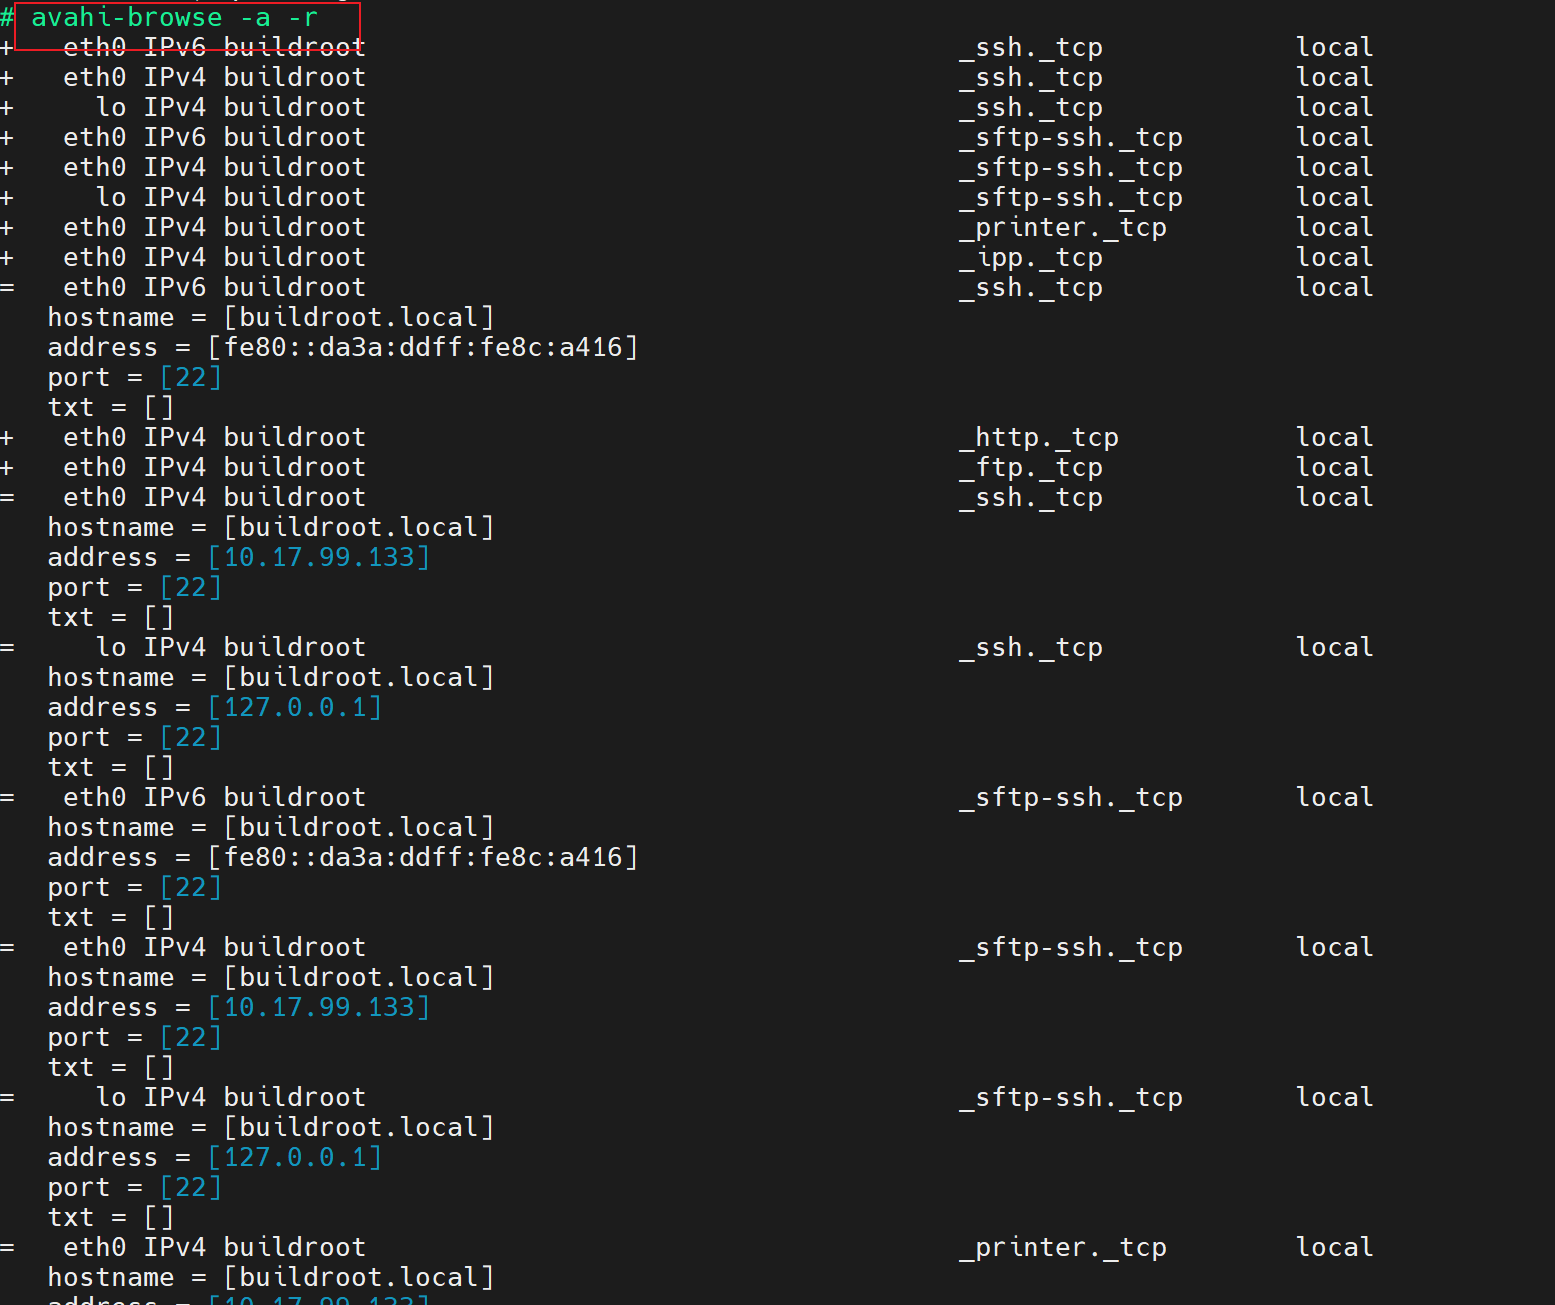 # avahi-browse -a -r
+   eth0 IPv6 buildroot                                     _ssh._tcp            local
+   eth0 IPv4 buildroot                                     _ssh._tcp            local
+     lo IPv4 buildroot                                     _ssh._tcp            local
+   eth0 IPv6 buildroot                                     _sftp-ssh._tcp       local
+   eth0 IPv4 buildroot                                     _sftp-ssh._tcp       local
+     lo IPv4 buildroot                                     _sftp-ssh._tcp       local
+   eth0 IPv4 buildroot                                     _printer._tcp        local
+   eth0 IPv4 buildroot                                     _ipp._tcp            local
=   eth0 IPv6 buildroot                                     _ssh._tcp            local
   hostname = [buildroot.local]
   address = [fe80::da3a:ddff:fe8c:a416]
   port = [22]
   txt = []
+   eth0 IPv4 buildroot                                     _http._tcp           local
+   eth0 IPv4 buildroot                                     _ftp._tcp            local
=   eth0 IPv4 buildroot                                     _ssh._tcp            local
   hostname = [buildroot.local]
   address = [10.17.99.133]
   port = [22]
   txt = []
=     lo IPv4 buildroot                                     _ssh._tcp            local
   hostname = [buildroot.local]
   address = [127.0.0.1]
   port = [22]
   txt = []
=   eth0 IPv6 buildroot                                     _sftp-ssh._tcp       local
   hostname = [buildroot.local]
   address = [fe80::da3a:ddff:fe8c:a416]
   port = [22]
   txt = []
=   eth0 IPv4 buildroot                                     _sftp-ssh._tcp       local
   hostname = [buildroot.local]
   address = [10.17.99.133]
   port = [22]
   txt = []
=     lo IPv4 buildroot                                     _sftp-ssh._tcp       local
   hostname = [buildroot.local]
   address = [127.0.0.1]
   port = [22]
   txt = []
=   eth0 IPv4 buildroot                                     _printer._tcp        local
   hostname = [buildroot.local]
   address = [10.17.99.133]